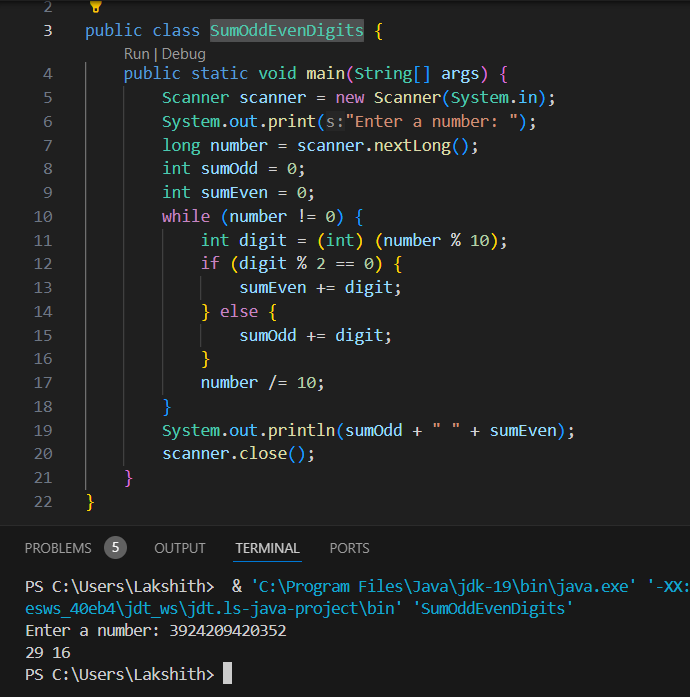 2
3 public class SumOddEvenDigits {
Run | Debug
4 public static void main(String[] args) {
5 Scanner scanner = new Scanner(System.in);
6 System.out.print(s:"Enter a number: ");
7 long number = scanner.nextLong();
8 int sumOdd = 0;
9 int sumEven = 0;
10 while (number != 0) {
11 int digit = (int) (number % 10);
12 if (digit % 2 == 0) {
13 sumEven += digit;
14 } else {
15 sumOdd += digit;
16 }
17 number /= 10;
18 }
19 System.out.println(sumOdd + " " + sumEven);
20 scanner.close();
21 }
22 }
PROBLEMS 5 OUTPUT TERMINAL PORTS
PS C:\Users\Lakshith> & 'C:\Program Files\Java\jdk-19\bin\java.exe' '-XX:
esws_40eb4\jdt_ws\jdt.ls-java-project\bin' 'SumOddEvenDigits'
Enter a number: 3924209420352
29 16
PS C:\Users\Lakshith>